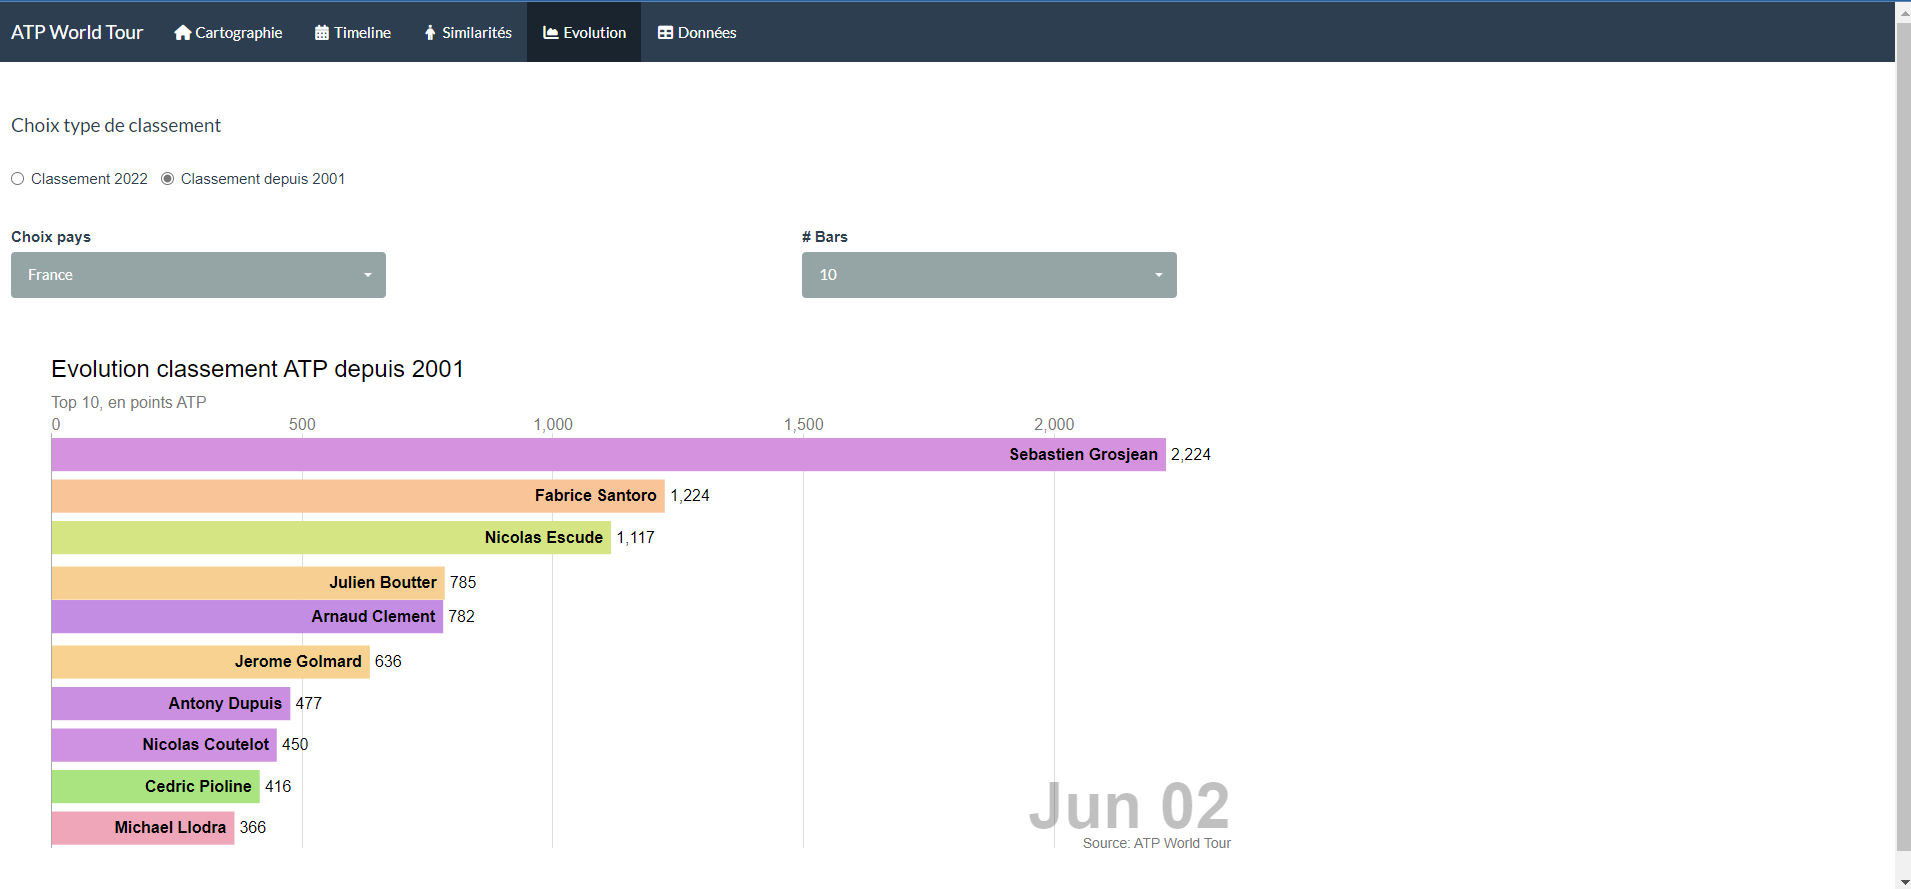 ATP World Tour Cartographie Timeline Similarités Evolution Données
Choix type de classement
Classement 2022 Classement depuis 2001
Choix pays # Bars
France 10
Evolution classement ATP depuis 2001
Top 10, en points ATP
0 500 1,000 1,500 2,000
Sebastien Grosjean 2,224
Fabrice Santoro 1,224
Nicolas Escude 1,117
Julien Boutter 785
Arnaud Clement 782
Jerome Golmard 636
Antony Dupuis 477
Nicolas Coutelot 450
Cedric Pioline 416
Michael Llodra 366
Jun 02
Source: ATP World Tour